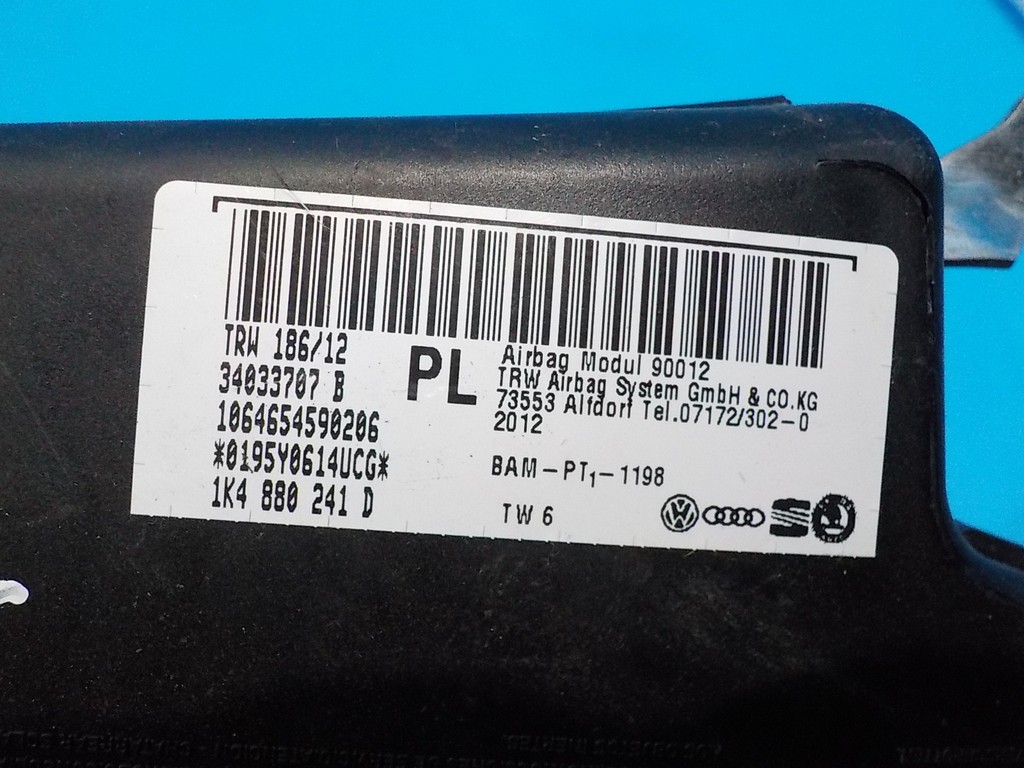 TRW 186/12
34033707 B
1064654590206
*0195Y0614UCG*
1K4 880 241 D
PL
Airbag Modul 90012
TRW Airbag System GmbH & CO.KG
73553 Alfdorf Tel.07172/302-0
2012
BAM-PT1-1198
TW 6